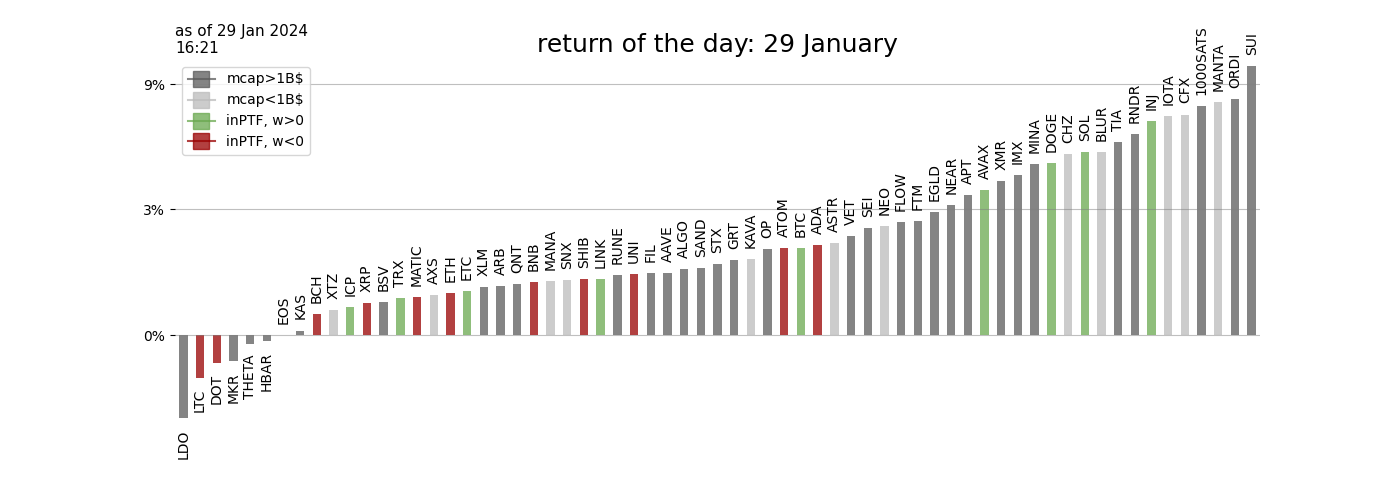 as of 29 Jan 2024
16:21
return of the day: 29 January
mcap>1B$
mcap<1B$
inPTF, w>0
inPTF, w<0
9%
3%
0%
LDO
LTC
DOT
MKR
THETA
HBAR
EOS
KAS
BCH
XTZ
ICP
XRP
BSV
TRX
MATIC
AXS
ETH
ETC
XLM
ARB
QNT
BNB
MANA
SNX
SHIB
LINK
RUNE
UNI
FIL
AAVE
ALGO
SAND
STX
GRT
KAVA
OP
ATOM
BTC
ADA
ASTR
VET
SEI
NEO
FLOW
FTM
EGLD
NEAR
APT
AVAX
XMR
IMX
MINA
DOGE
CHZ
SOL
BLUR
TIA
RNDR
INJ
IOTA
CFX
1000SATS
MANTA
ORDI
SUI